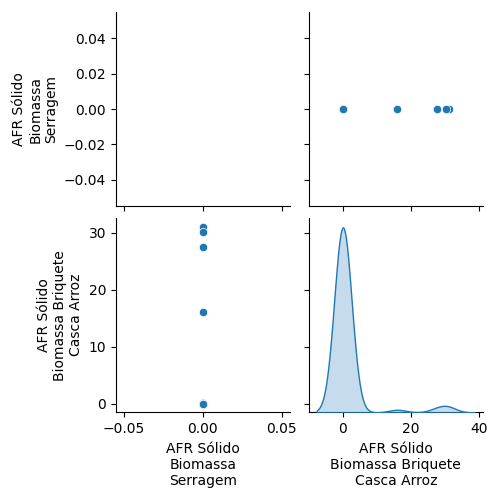 0.04
0.02
0.00
−0.02
−0.04
AFR Sólido
Biomassa
Serragem
30
20
10
0
AFR Sólido
Biomassa Briquete
Casca Arroz
−0.05 0.00 0.05
AFR Sólido
Biomassa
Serragem
0 20 40
AFR Sólido
Biomassa Briquete
Casca Arroz